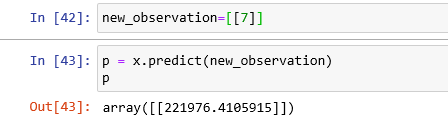 In [42]: new_observation=[[7]]
In [43]: p = x.predict(new_observation)
p
Out[43]: array([[221976.4105915]])